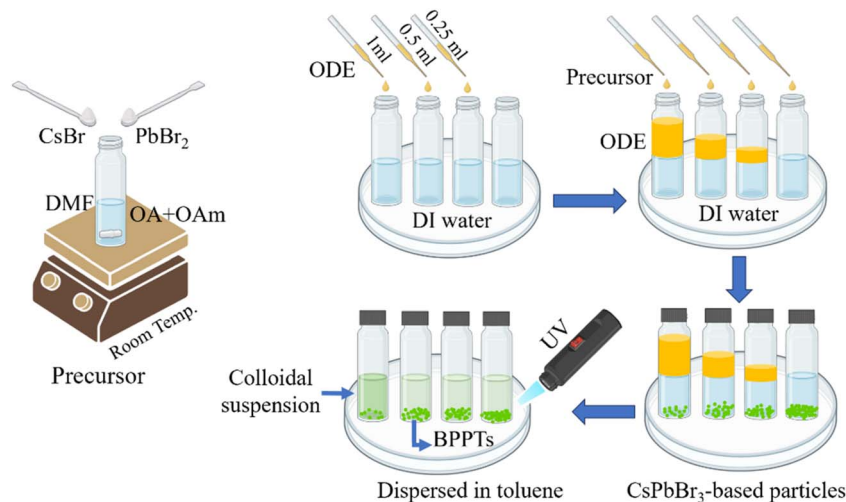 CsBr
PbBr₂
DMF
OA+OAm
Room Temp.
Precursor
ODE
1ml
0.5 ml
0.25 ml
DI water
Precursor
ODE
DI water
CsPbBr₃-based particles
UV
Colloidal
suspension
BPPTs
Dispersed in toluene